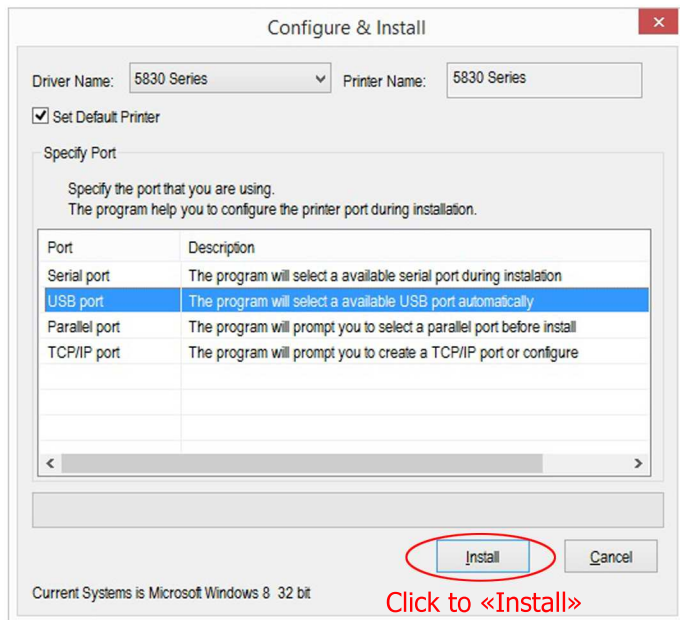 Configure & Install
Driver Name: 5830 Series Printer Name: 5830 Series
Set Default Printer
Specify Port
Specify the port that you are using.
The program help you to configure the printer port during installation.
Port Description
Serial port The program will select a available serial port during instalation
USB port The program will select a available USB port automatically
Parallel port The program will prompt you to select a parallel port before install
TCP/IP port The program will prompt you to create a TCP/IP port or configure
Install Cancel
Current Systems is Microsoft Windows 8 32 bit
Click to «Install»